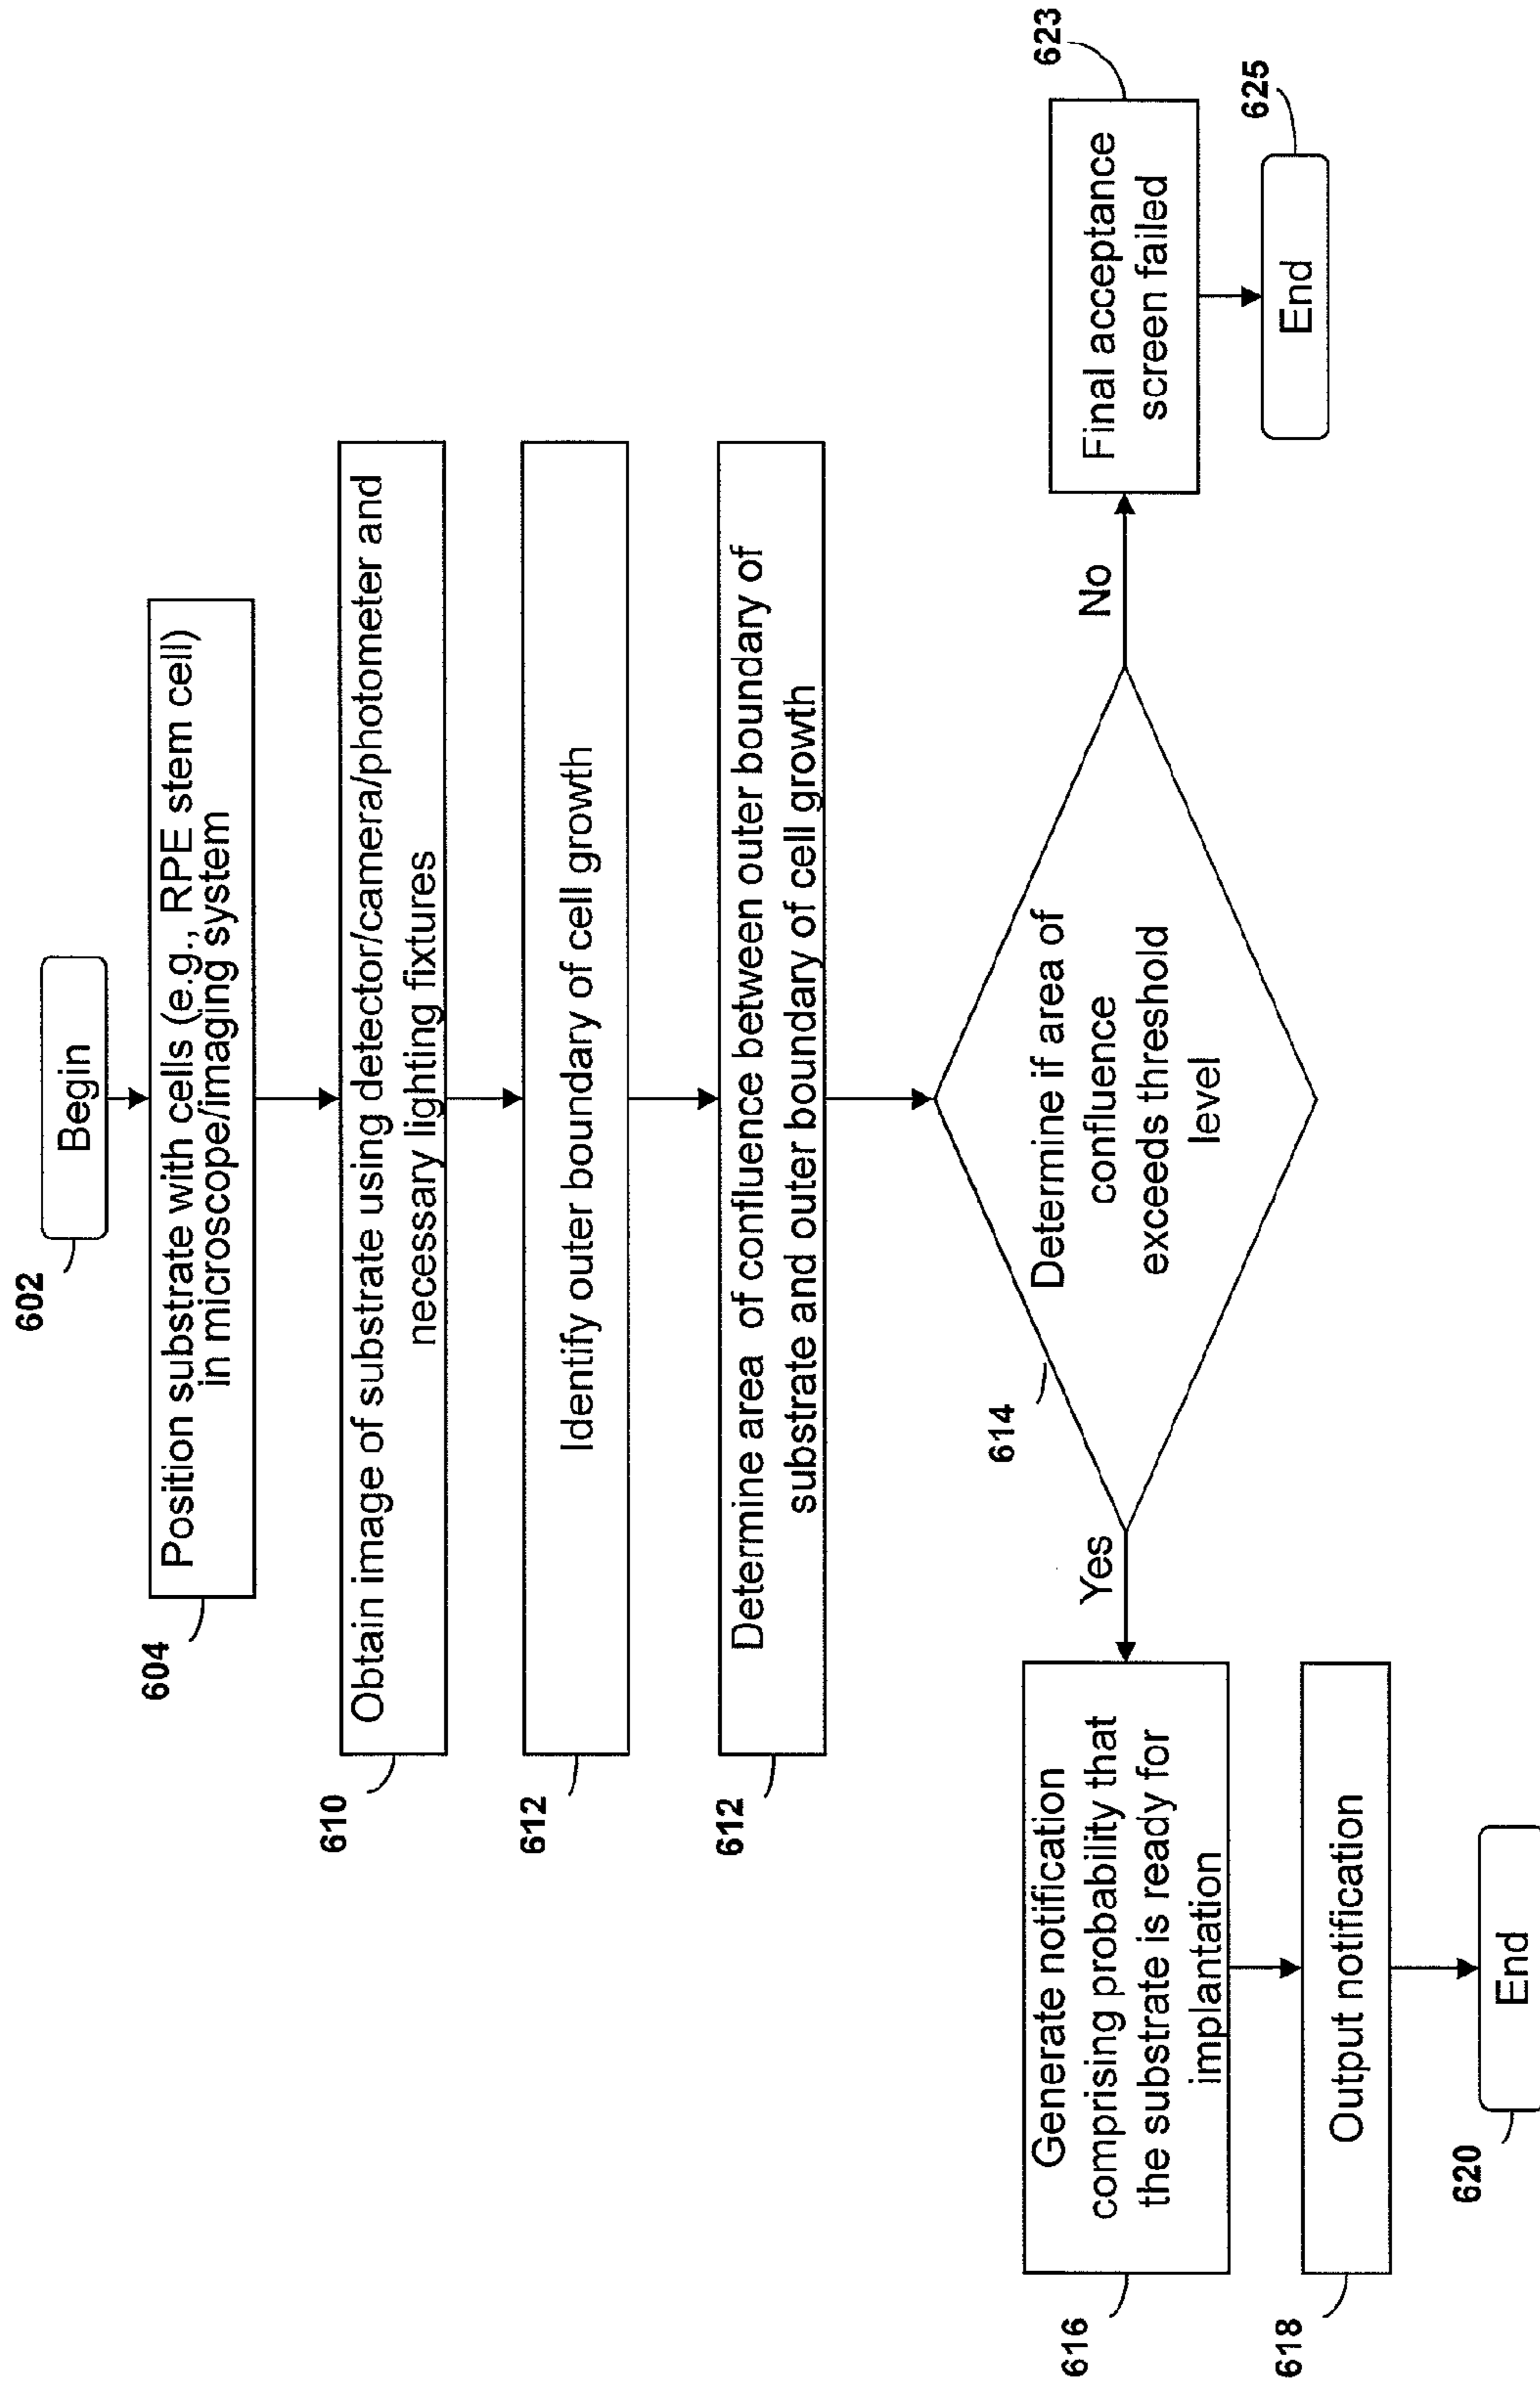 602
Begin
604
Position substrate with cells (e.g., RPE stem cell)
in microscope/imaging system
610
Obtain image of substrate using detector/camera/photometer and
necessary lighting fixtures
612
Identify outer boundary of cell growth
612
Determine area of confluence between outer boundary of
substrate and outer boundary of cell growth
614
Determine if area of
confluence
exceeds threshold
level
Yes
No
616
Generate notification
comprising probability that
the substrate is ready for
implantation
618
Output notification
620
End
623
Final acceptance
screen failed
625
End